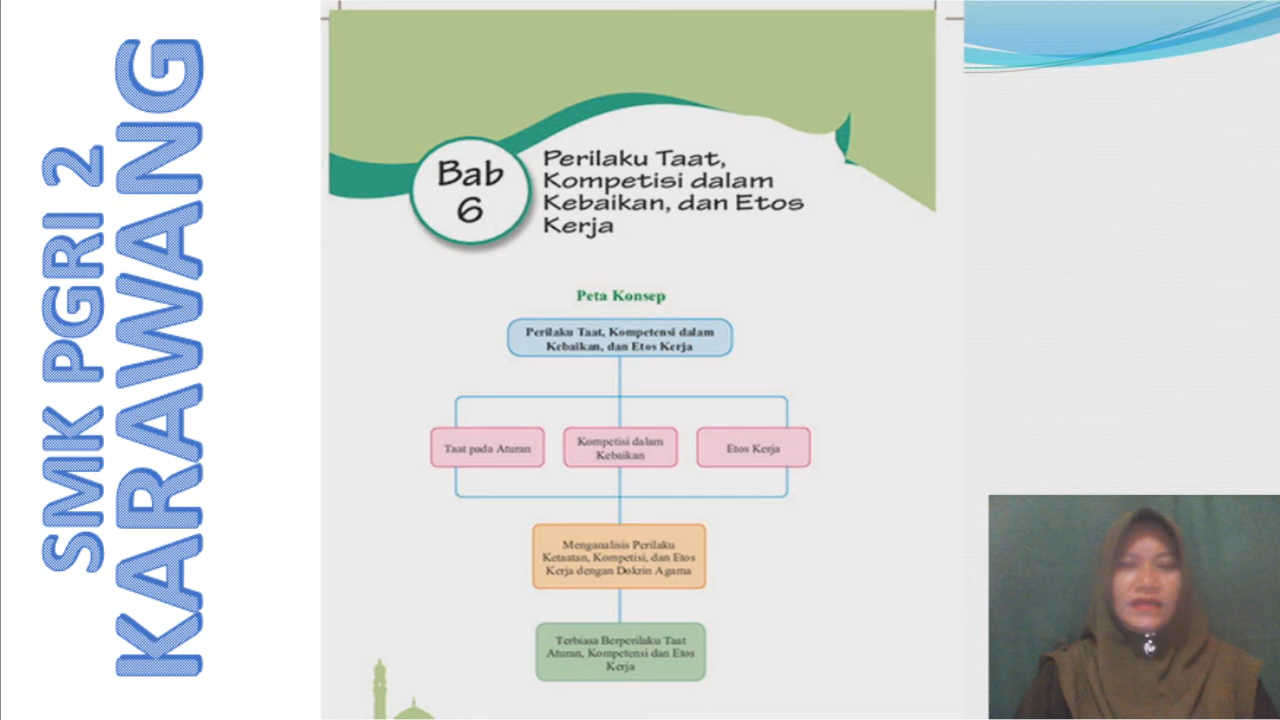 SMK PGRI 2
KARAWANG
Bab
6
Perilaku Taat,
Kompetisi dalam
Kebaikan, dan Etos
Kerja
Peta Konsep
Perilaku Taat, Kompetensi dalam
Kebaikan, dan Etos Kerja
Taat pada Aturan
Kompetisi dalam
Kebaikan
Etos Kerja
Menganalisis Perilaku
Ketaatan, Kompetisi, dan Etos
Kerja dengan Dokrin Agama
Terbiasa Berperilaku Taat
Aturan, Kompetensi dan Etos
Kerja